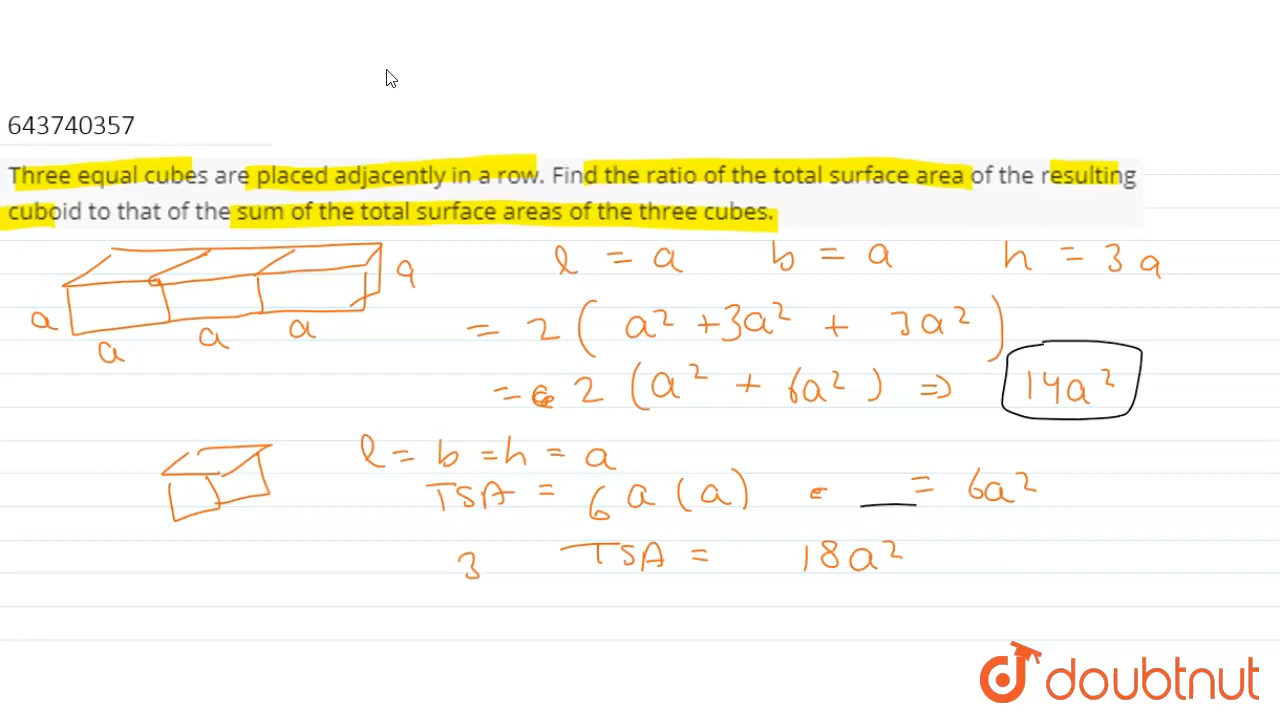 643740357
Three equal cubes are placed adjacently in a row. Find the ratio of the total surface area of the resulting
cuboid to that of the sum of the total surface areas of the three cubes.
l = a b = a h = 3a
a a a a a
= 2 ( a² + 3a² + 3a² )
= 2 ( a² + 6a² ) ⇒ 14a²
l = b = h = a
TSA = 6a (a) = 6a²
3 TSA = 18a²
doubtnut